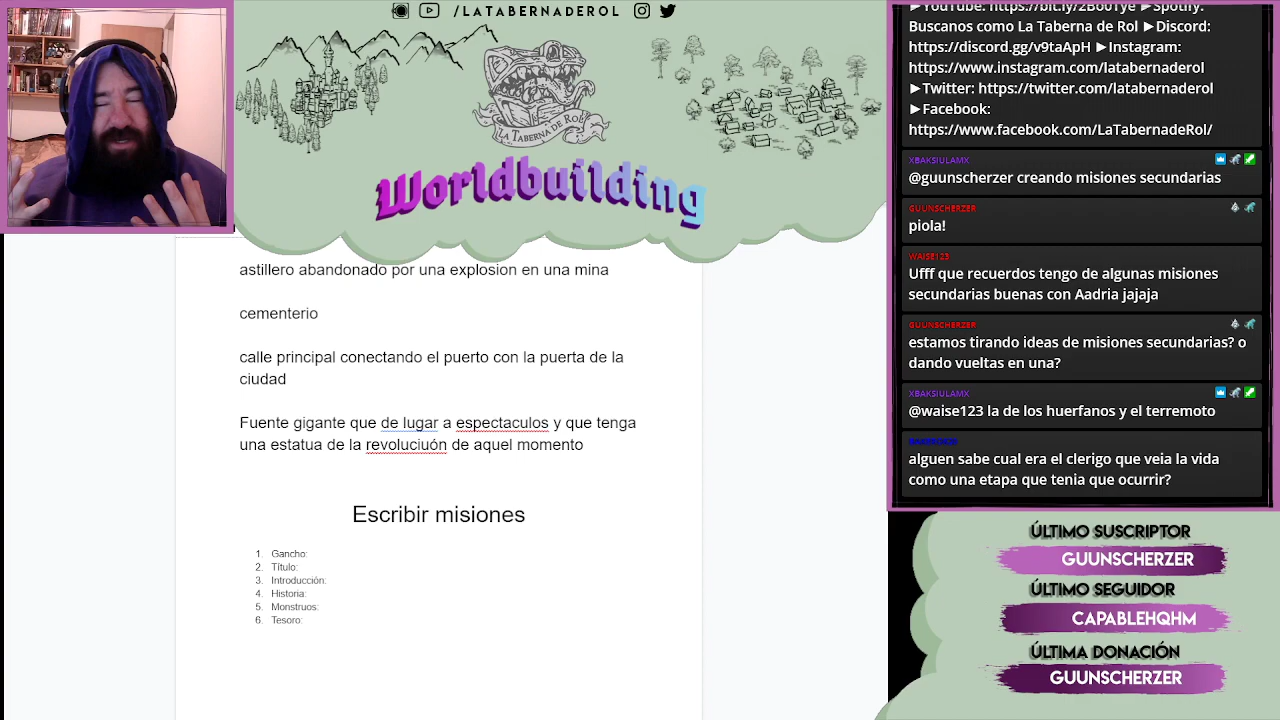 /LATABERNADEROL
LA TABERNA DE ROL
Worldbuilding
astillero abandonado por una explosion en una mina
cementerio
calle principal conectando el puerto con la puerta de la
ciudad
Fuente gigante que de lugar a espectaculos y que tenga
una estatua de la revoluciuón de aquel momento
Escribir misiones
1. Gancho:
2. Título:
3. Introducción:
4. Historia:
5. Monstruos:
6. Tesoro:
►YouTube: https://bit.ly/2BooTye ►Spotify:
Buscanos como La Taberna de Rol ►Discord:
https://discord.gg/v9taApH ►Instagram:
https://www.instagram.com/latabernaderol
►Twitter: https://twitter.com/latabernaderol
►Facebook:
https://www.facebook.com/LaTabernadeRol/
XBAKSIULAMX
@guunscherzer creando misiones secundarias
GUUNSCHERZER
piola!
WAISE123
Ufff que recuerdos tengo de algunas misiones
secundarias buenas con Aadria jajaja
GUUNSCHERZER
estamos tirando ideas de misiones secundarias? o
dando vueltas en una?
XBAKSIULAMX
@waise123 la de los huerfanos y el terremoto
alguen sabe cual era el clerigo que veia la vida
como una etapa que tenia que ocurrir?
ÚLTIMO SUSCRIPTOR
GUUNSCHERZER
ÚLTIMO SEGUIDOR
CAPABLEHQHM
ÚLTIMA DONACIÓN
GUUNSCHERZER